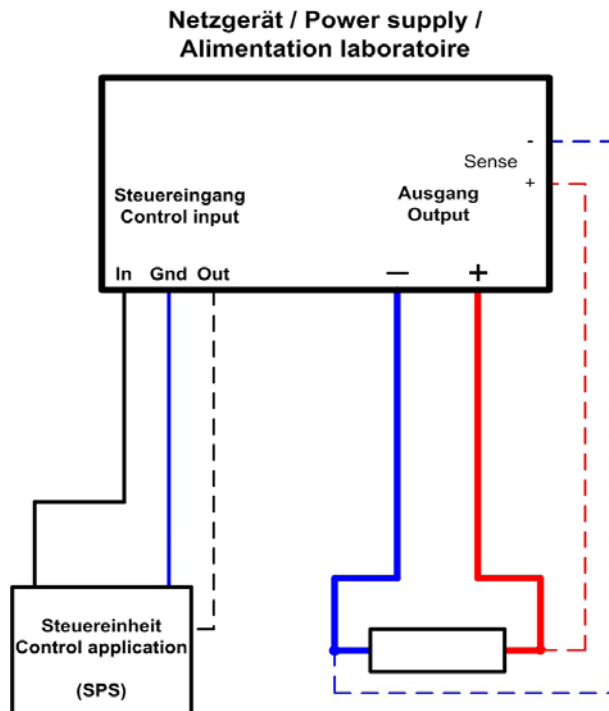 Netzgerät / Power supply /
Alimentation laboratoire
-
Sense
+
Steuereingang
Control input
Ausgang
Output
In Gnd Out
— +
Steuereinheit
Control application
(SPS)